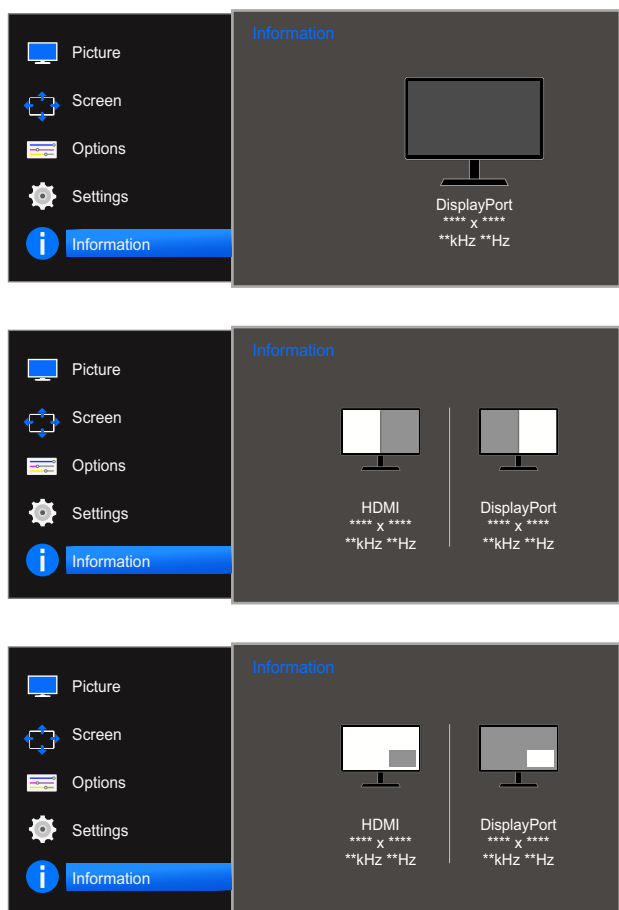 Information
Picture
Screen
Options
Settings
Information
DisplayPort
**** x ****
**kHz **Hz
Information
Picture
Screen
Options
Settings
Information
HDMI
**** x ****
**kHz **Hz
DisplayPort
**** x ****
**kHz **Hz
Information
Picture
Screen
Options
Settings
Information
HDMI
**** x ****
**kHz **Hz
DisplayPort
**** x ****
**kHz **Hz